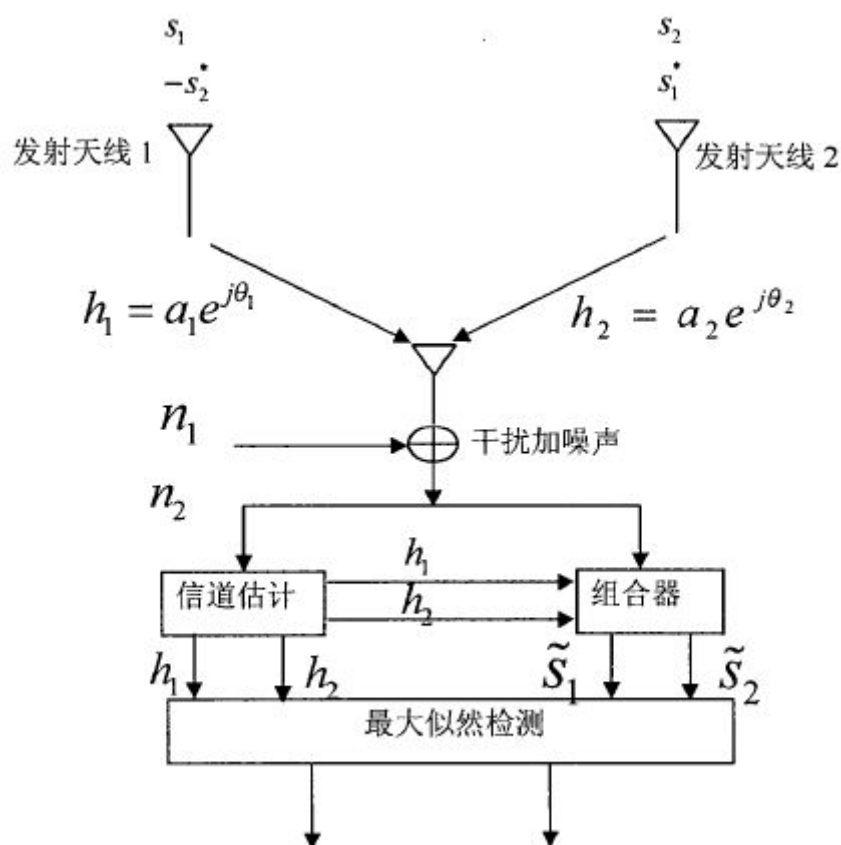 s₁ s₂
−s₂* s₁*
发射天线 1 发射天线 2
h₁ = a₁e^{jθ₁} h₂ = a₂e^{jθ₂}
n₁
干扰加噪声
n₂
h₁
信道估计 组合器
h₂
h₁ h₂ s̃₁ s̃₂
最大似然检测